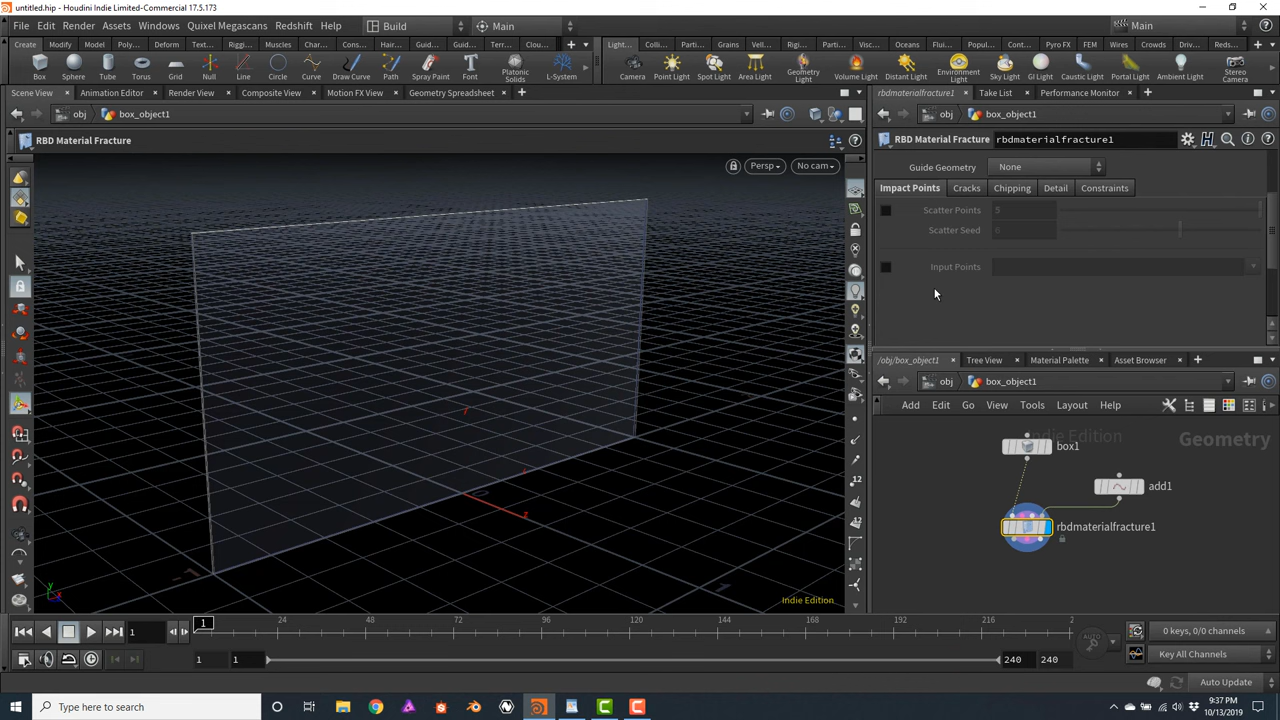 untitled.hip - Houdini Indie Limited-Commercial 17.5.173
File Edit Render Assets Windows Quixel Megascans Redshift Help Build Main Main
Create Modify Model Poly... Deform Text... Riggi... Muscles Char... Cons... Hair... Guid... Guid... Terr... Clou... Light... Colli... Parti... Grains Vell... Rigi... Parti... Visc... Oceans Flui... Popul... Cont... Pyro FX FEM Wires Crowds Driv... Reds...
Box Sphere Tube Torus Grid Null Line Circle Curve Draw Curve Path Spray Paint Font Platonic Solids L-System Camera Point Light Spot Light Area Light Geometry Light Volume Light Distant Light Environment Light Sky Light GI Light Caustic Light Portal Light Ambient Light Stereo Camera
Scene View Animation Editor Render View Composite View Motion FX View Geometry Spreadsheet rbdmaterialfracture1 Take List Performance Monitor
obj box_object1 obj box_object1
RBD Material Fracture RBD Material Fracture rbdmaterialfracture1
Persp No cam
Guide Geometry None
Impact Points Cracks Chipping Detail Constraints
Scatter Points 5
Scatter Seed 0
Input Points
/obj/box_object1 Tree View Material Palette Asset Browser
obj box_object1
Add Edit Go View Tools Layout Help
Indie Edition
Geometry
box1
add1
rbdmaterialfracture1
Indie Edition
1 24 48 72 96 120 144 168 192 216 2
1
0 keys, 0/0 channels
1 1 240 240 Key All Channels
Auto Update
Type here to search
9:37 PM
10/13/2019